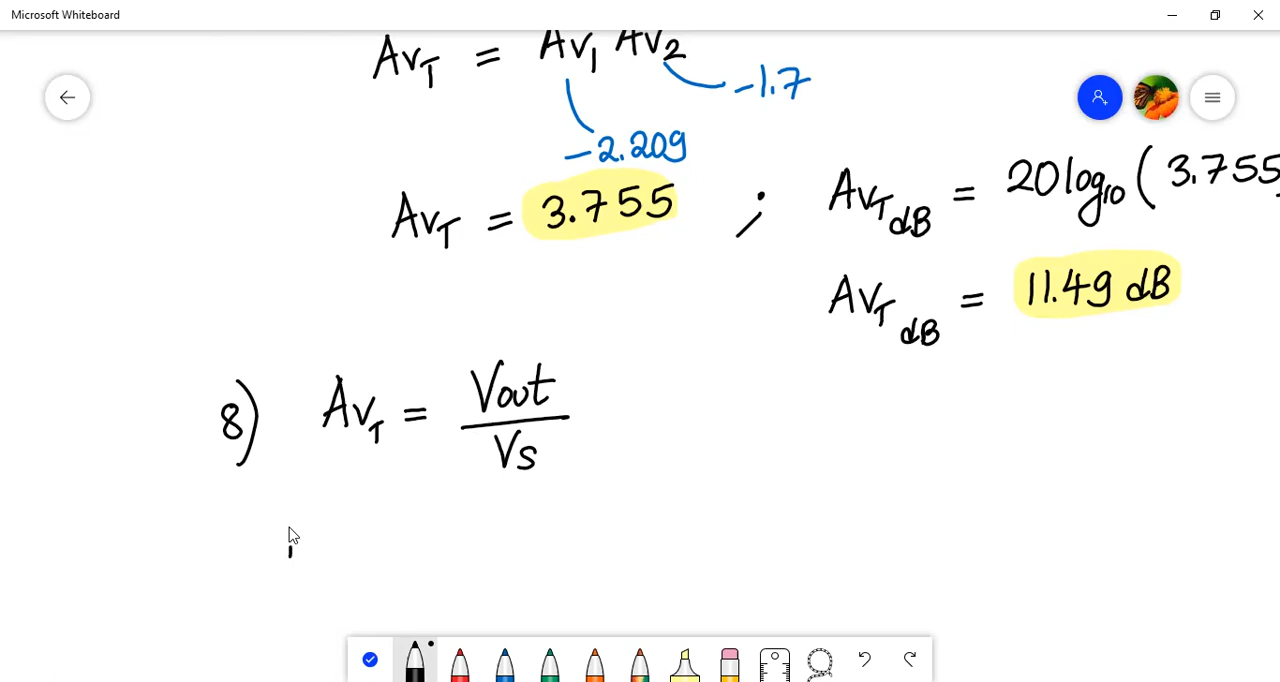 Microsoft Whiteboard
AvT = Av1 Av2
-1.7
-2.209
AvT = 3.755 ; AvTdB = 20log10 ( 3.755
AvTdB = 11.49 dB
8) AvT = Vout
Vs